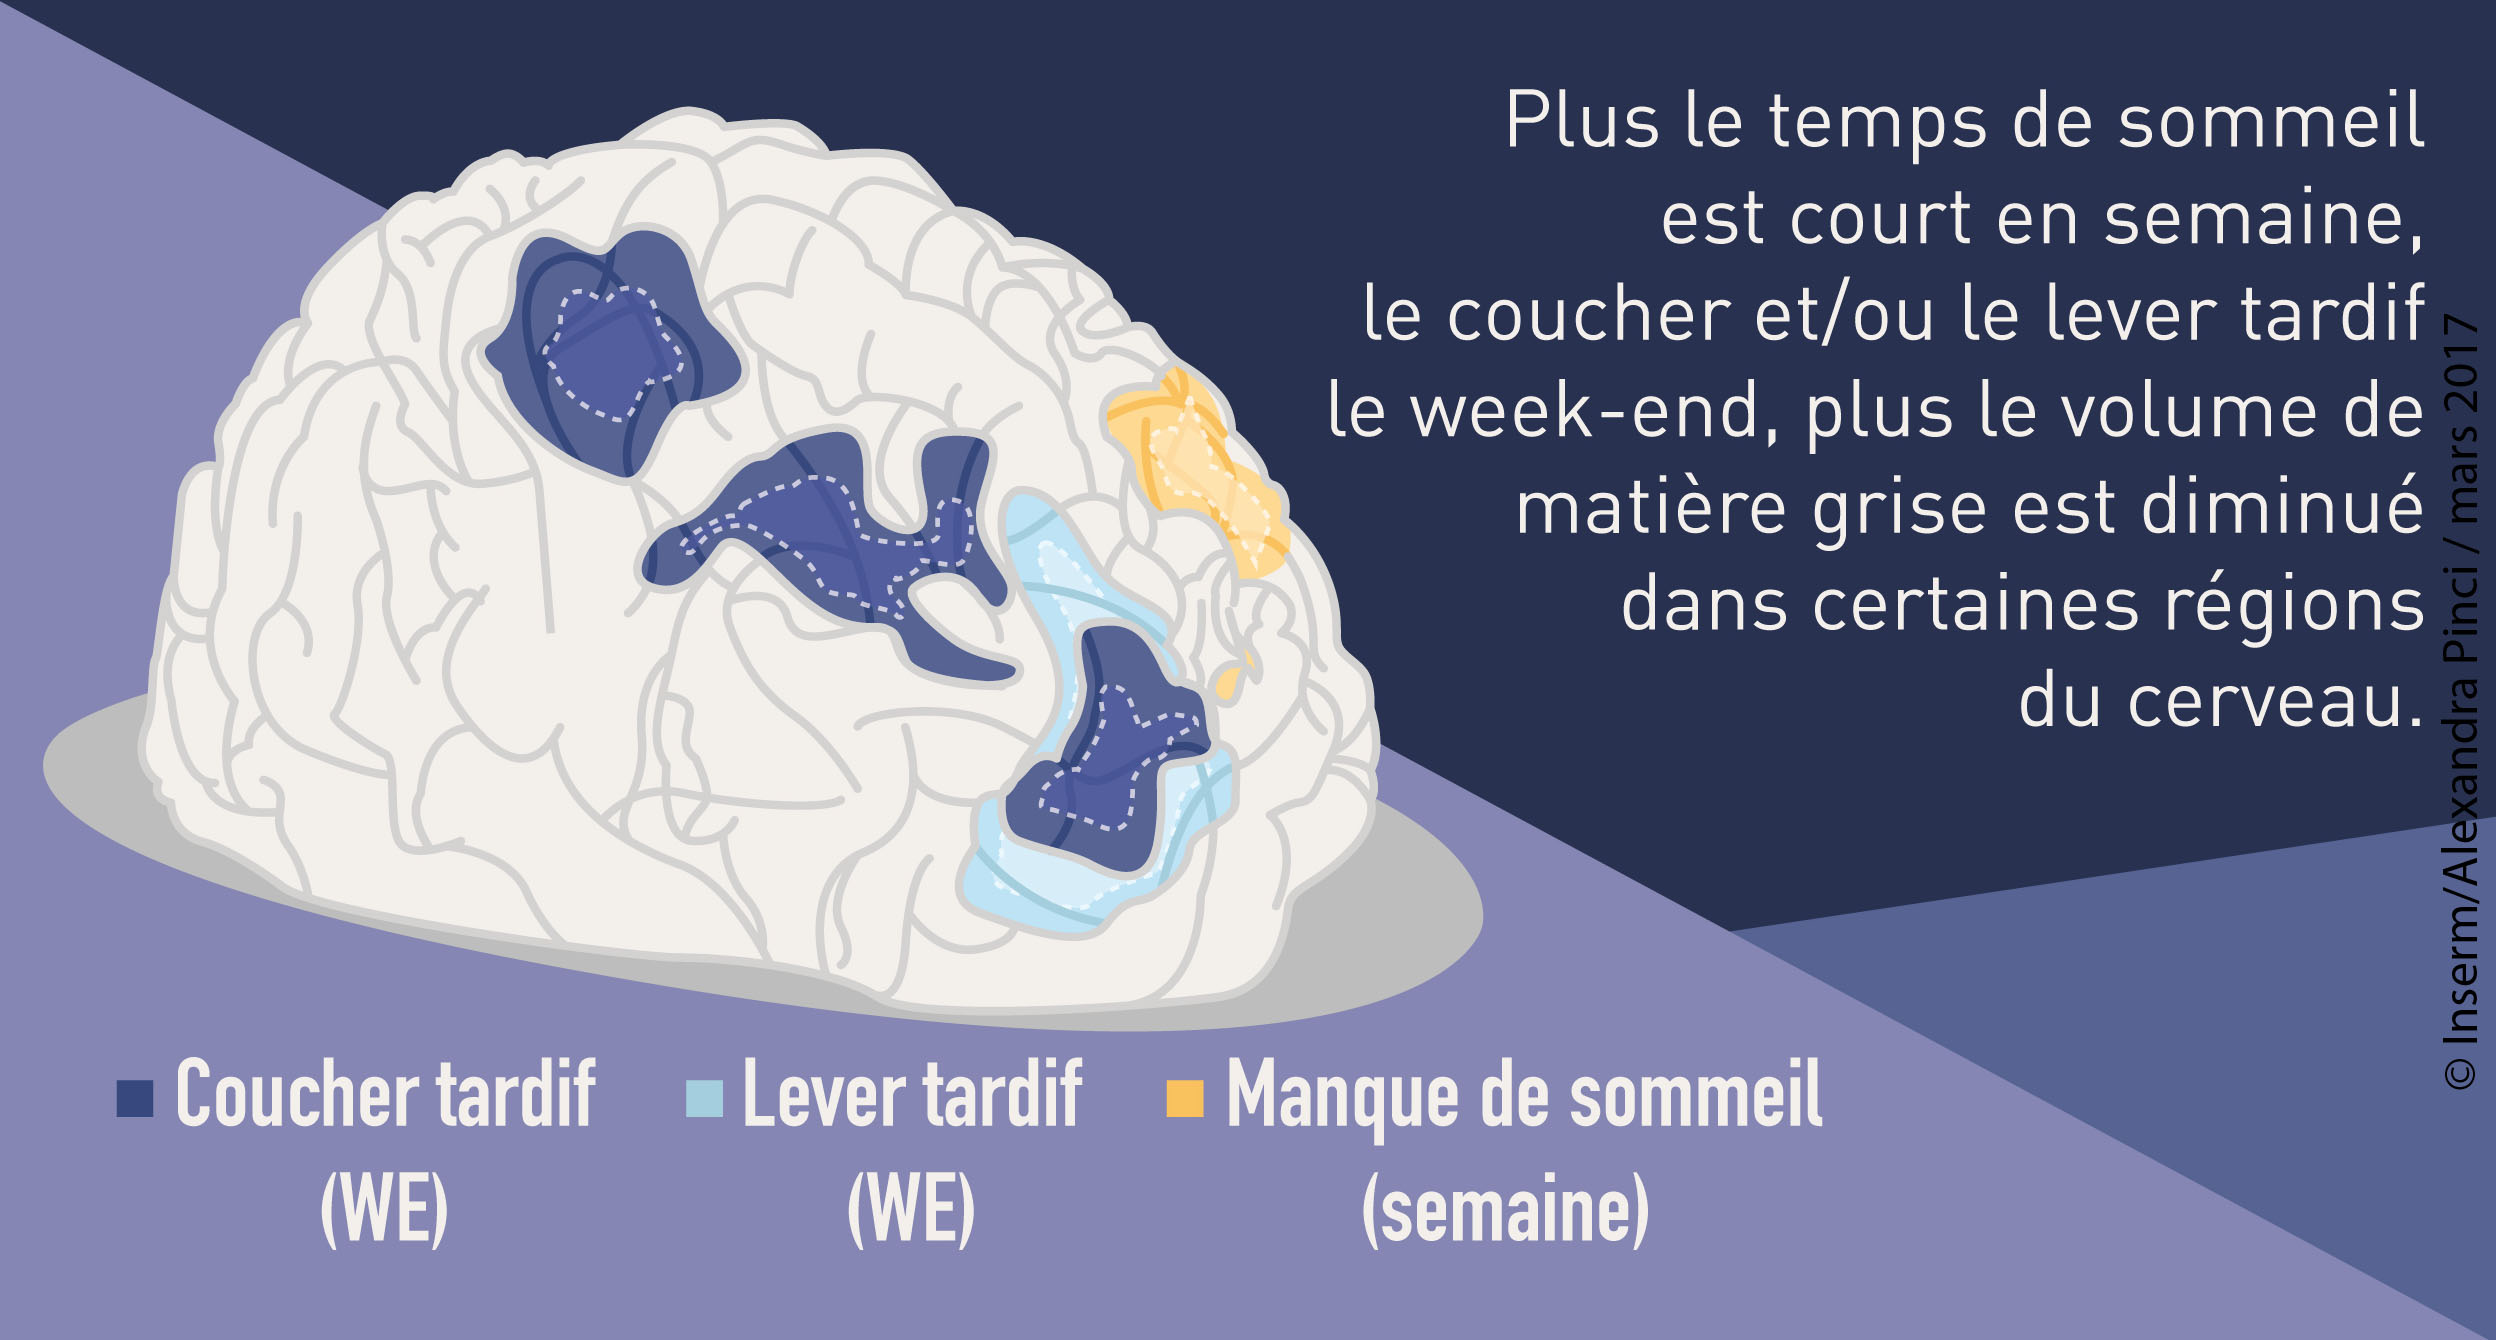 Plus le temps de sommeil
est court en semaine,
le coucher et/ou le lever tardif
le week-end, plus le volume de
matière grise est diminué
dans certaines régions
du cerveau.
© Inserm/Alexandra Pinci / mars 2017
Coucher tardif
(WE)
Lever tardif
(WE)
Manque de sommeil
(semaine)